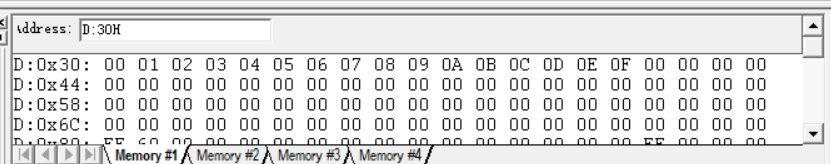 Address: D:30H
D:0x30: 00 01 02 03 04 05 06 07 08 09 0A 0B 0C 0D 0E 0F 00 00 00 00
D:0x44: 00 00 00 00 00 00 00 00 00 00 00 00 00 00 00 00 00 00 00 00
D:0x58: 00 00 00 00 00 00 00 00 00 00 00 00 00 00 00 00 00 00 00 00
D:0x6C: 00 00 00 00 00 00 00 00 00 00 00 00 00 00 00 00 00 00 00 00
Memory #1 Memory #2 Memory #3 Memory #4